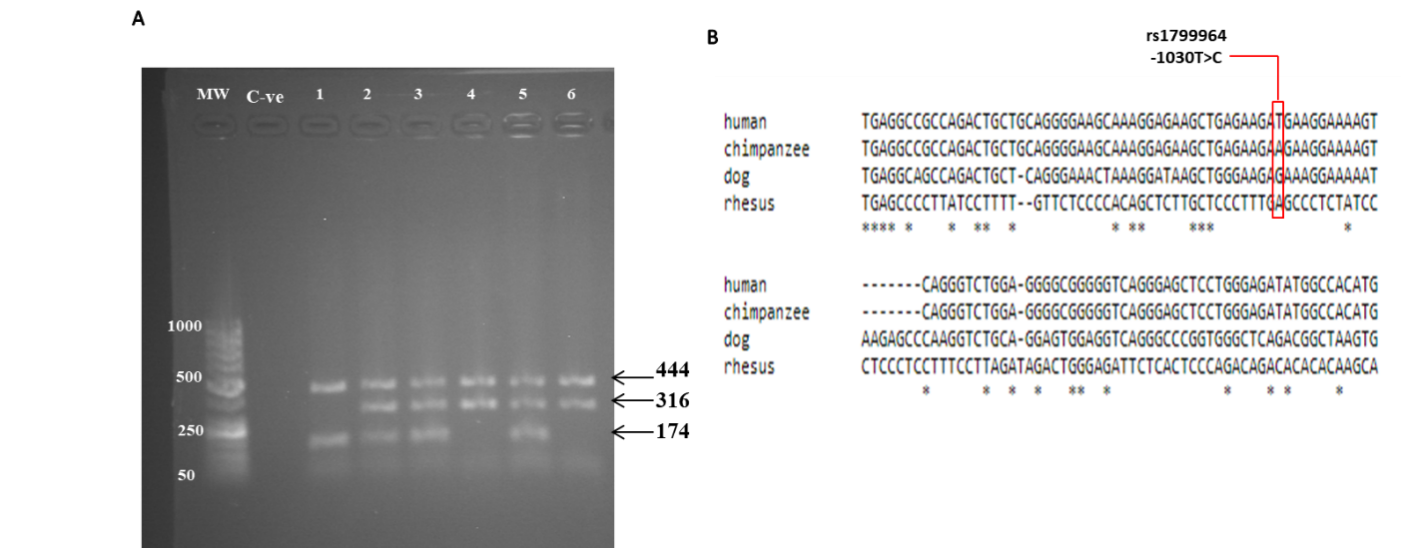 A
MW C-ve 1 2 3 4 5 6
1000
500
250
50
444
316
174
B
rs1799964
-1030T>C
human TGAGGCCGCCAGACTGCTGCAGGGGAAGCAAAGGAGAAGCTGAGAAGATGAAGGAAAAGT
chimpanzee TGAGGCCGCCAGACTGCTGCAGGGGAAGCAAAGGAGAAGCTGAGAAGAAGAAGGAAAAGT
dog TGAGGCAGCCAGACTGCT-CAGGGAAACTAAAGGATAAGCTGGGAAGAGAAAGGAAAAAT
rhesus TGAGCCCCTTATCCTTTT--GTTCTCCCCACAGCTCTTGCTCCCTTTGAGCCCTCTATCC
**** * * ** * * ** *** *
human -------CAGGGTCTGGA-GGGGCGGGGGTCAGGGAGCTCCTGGGAGATATGGCCACATG
chimpanzee -------CAGGGTCTGGA-GGGGCGGGGGTCAGGGAGCTCCTGGGAGATATGGCCACATG
dog AAGAGCCCAAGGTCTGCA-GGAGTGGAGGTCAGGGCCCGGTGGGCTCAGACGGCTAAGTG
rhesus CTCCCTCCTTTCCTTAGATAGACTGGGAGATTCTCACTCCCAGACAGACACACACAAGCA
* * * * ** * * * * *